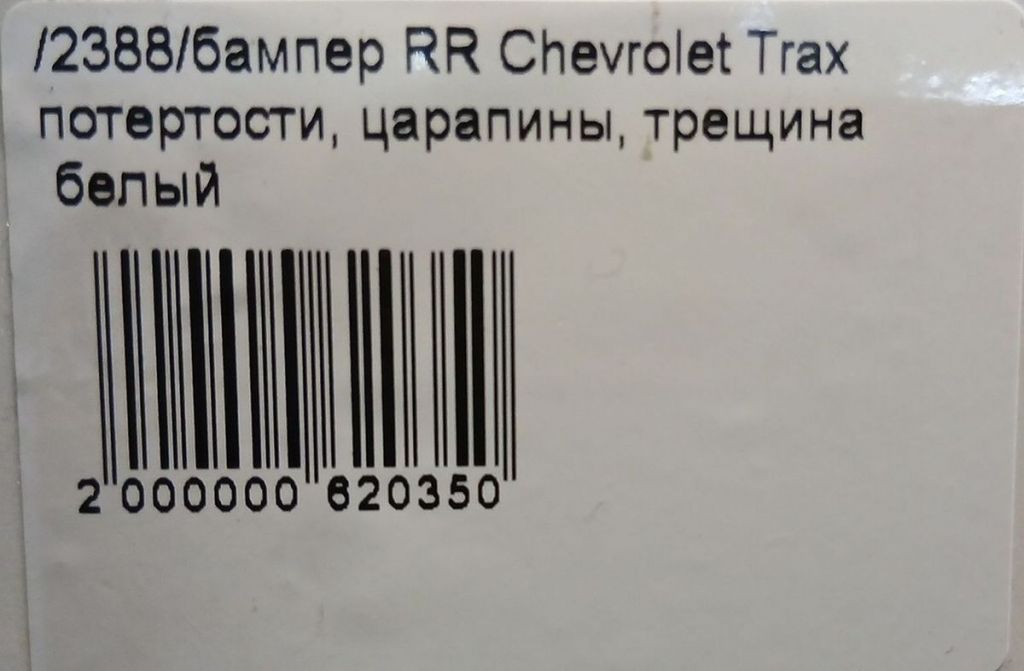 /2388/бампер RR Chevrolet Trax
потертости, царапины, трещина
белый
2 000000 620350